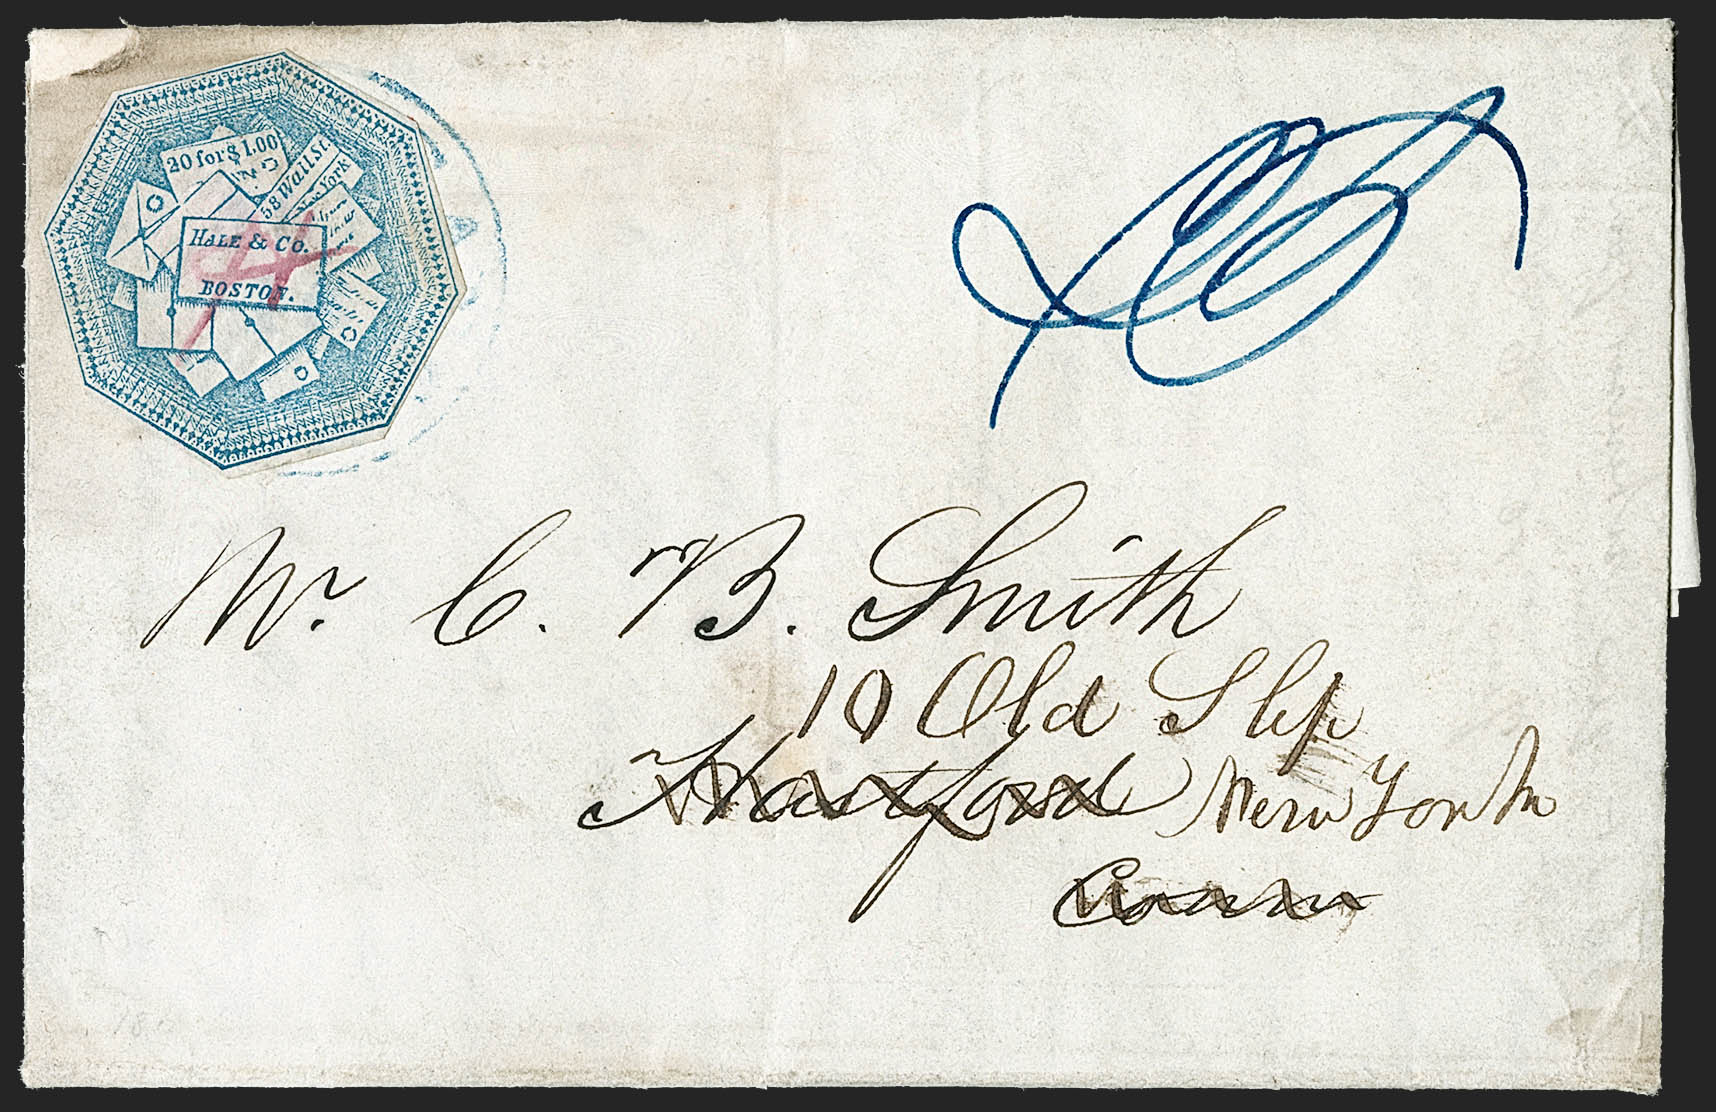 20 for $1.00
58 Wall St.
New York
HALE & CO.
BOSTON.
Mr. C. B. Smith
10 Old Slip
Hartford New York
Conn